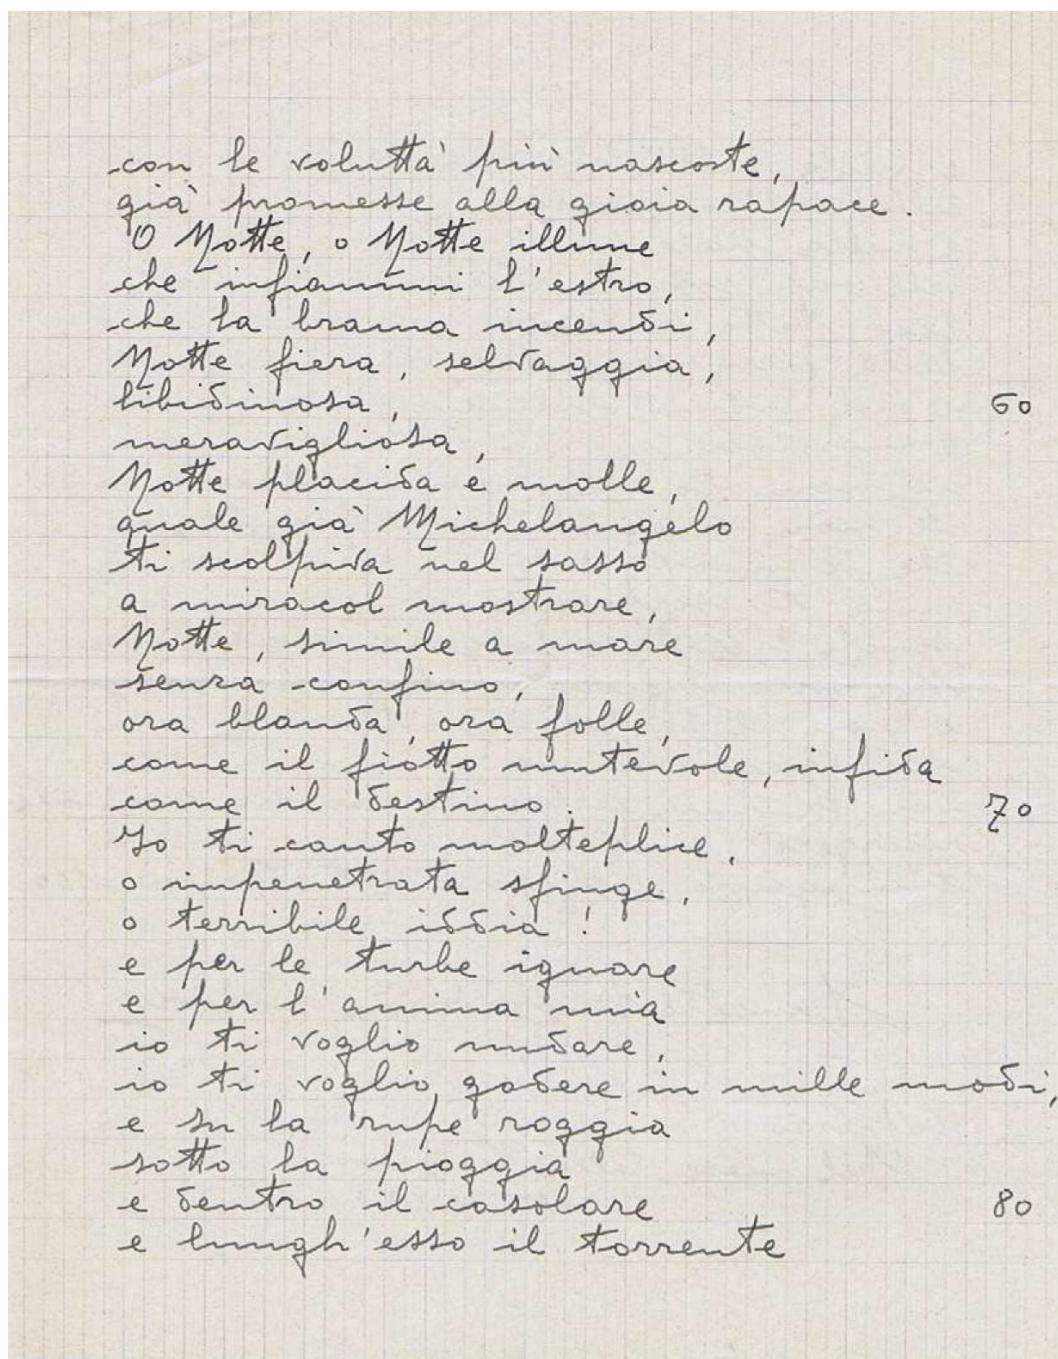 con le voluttà più nascoste,
già promesse alla gioia rapace.
O Notte, o Notte illune
che infiammi l'estro,
che la brama incendi,
Notte fiera, selvaggia,
libidinosa, 60
meravigliosa,
Notte placida e molle,
quale già Michelangelo
ti scolpiva nel sasso
a miracol mostrare,
Notte, simile a mare
senza confino,
ora blanda, ora folle,
come il fiotto mutevole, infida
come il destino. 70
Io ti canto molteplice,
o impenetrata sfinge,
o terribile iddia!
e per le turbe ignare
e per l'anima mia
io ti voglio nudare,
io ti voglio godere in mille modi,
e su la rupe roggia
sotto la pioggia
e dentro il casolare 80
e lungh'esso il torrente